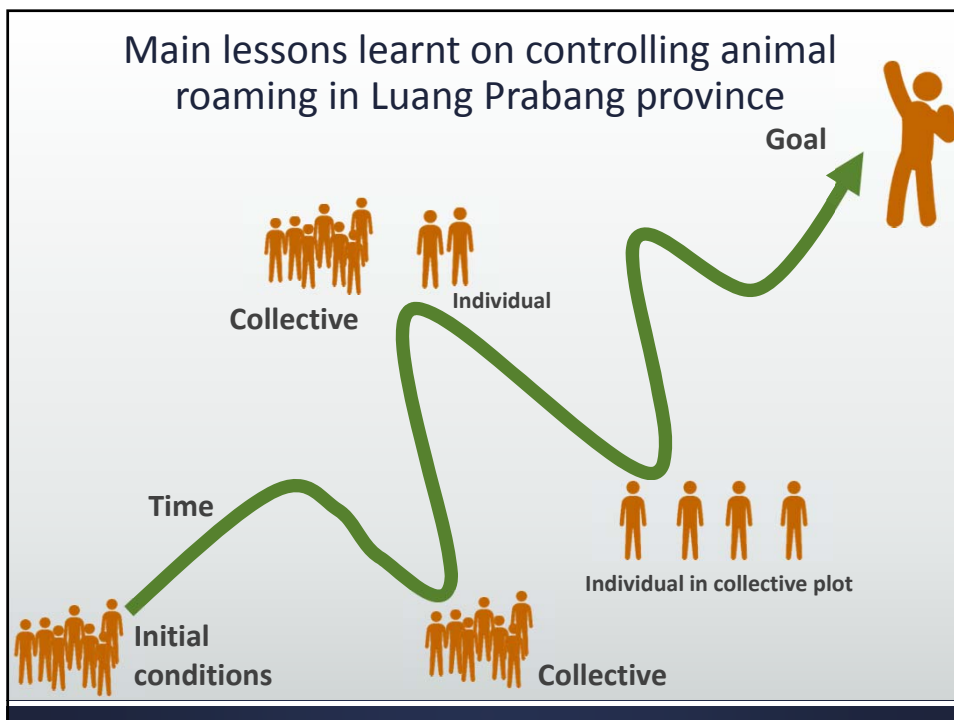 Main lessons learnt on controlling animal
roaming in Luang Prabang province
Goal
Collective
Individual
Time
Individual in collective plot
Initial
conditions
Collective